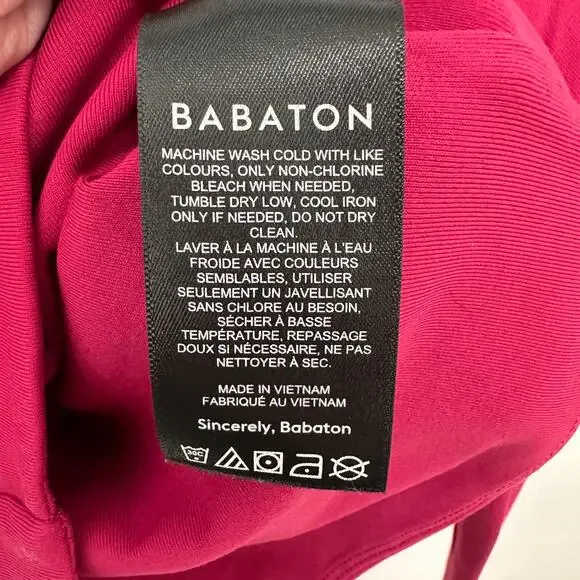 BABATON
MACHINE WASH COLD WITH LIKE
COLOURS, ONLY NON-CHLORINE
BLEACH WHEN NEEDED,
TUMBLE DRY LOW, COOL IRON
ONLY IF NEEDED, DO NOT DRY
CLEAN.
LAVER À LA MACHINE À L'EAU
FROIDE AVEC COULEURS
SEMBLABLES, UTILISER
SEULEMENT UN JAVELLISANT
SANS CHLORE AU BESOIN,
SÉCHER À BASSE
TEMPÉRATURE, REPASSAGE
DOUX SI NÉCESSAIRE, NE PAS
NETTOYER À SEC.
MADE IN VIETNAM
FABRIQUÉ AU VIETNAM
Sincerely, Babaton
30C